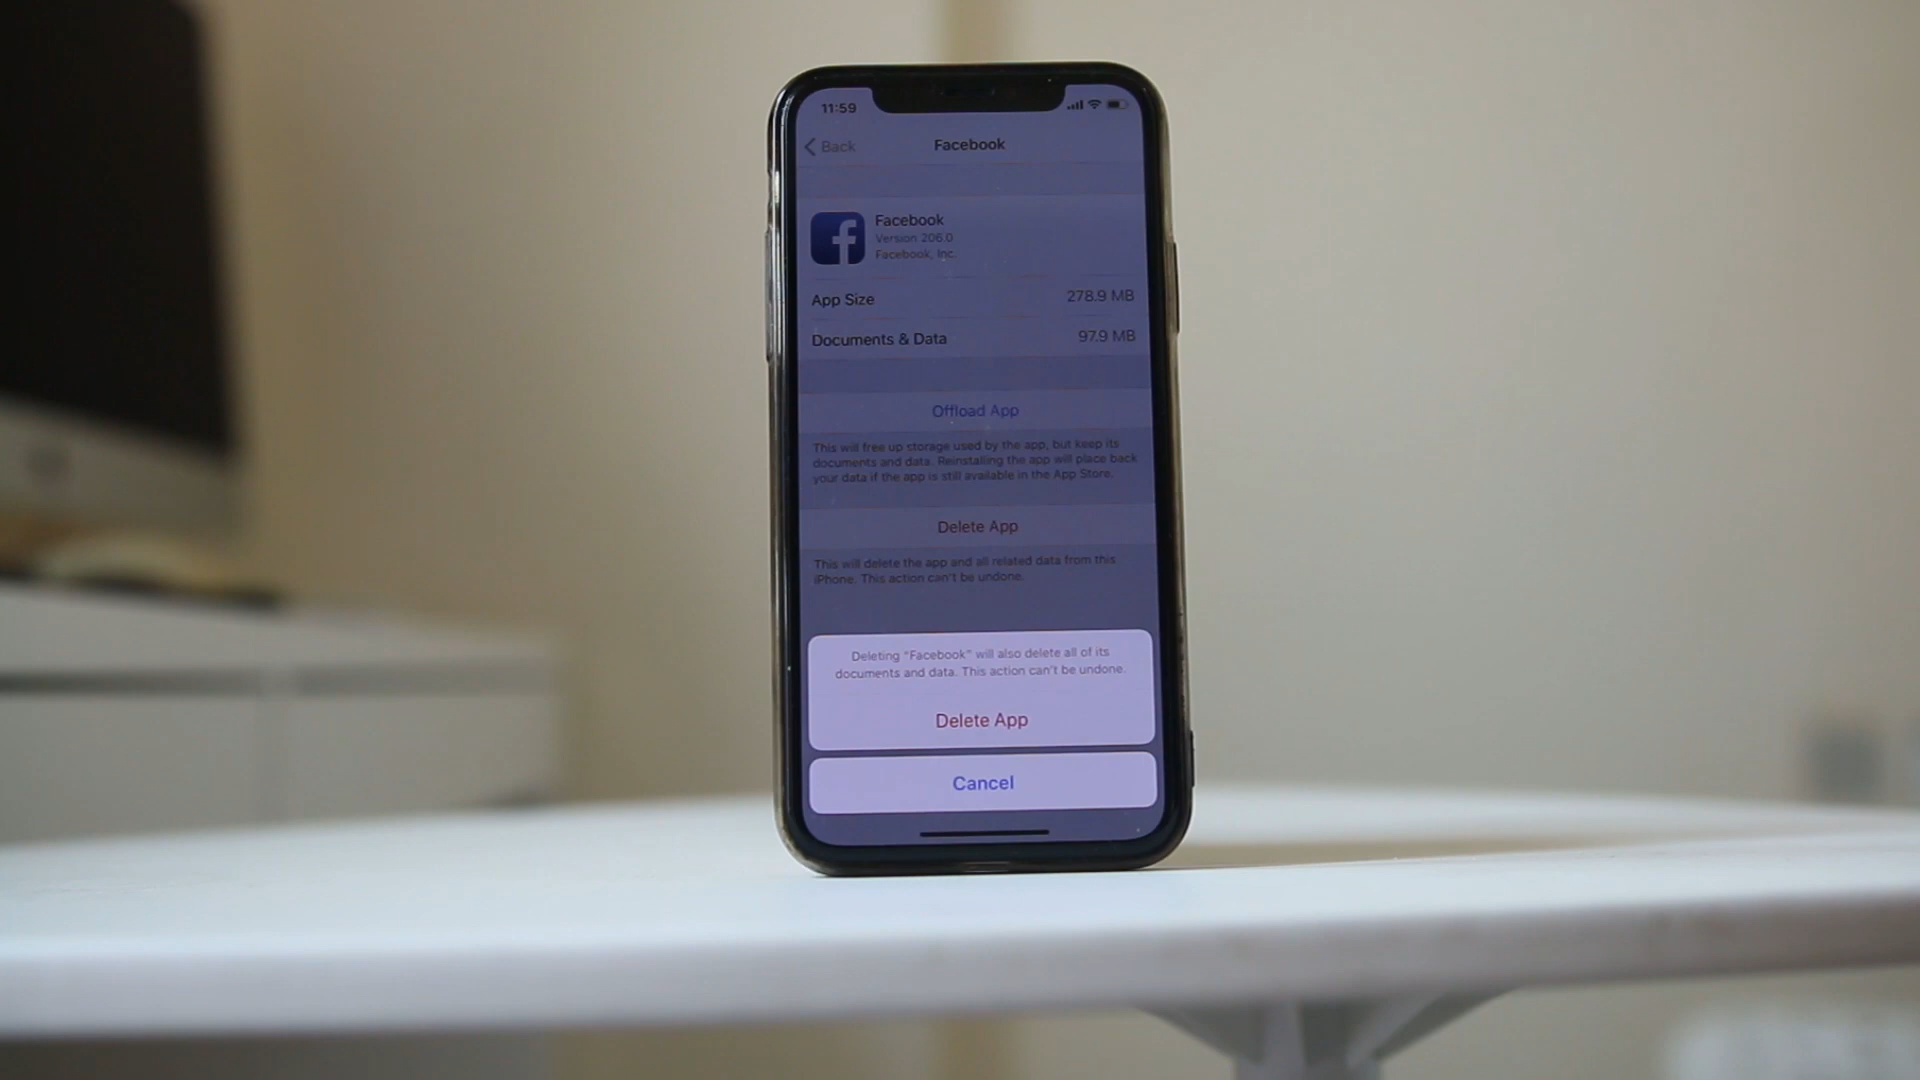 11:59
Back
Facebook
Facebook
Version 206.0
Facebook, Inc.
App Size
278.9 MB
Documents & Data
97.9 MB
Offload App
This will free up storage used by the app, but keep its
documents and data. Reinstalling the app will place back
your data if the app is still available in the App Store.
Delete App
This will delete the app and all related data from this
iPhone. This action can't be undone.
Deleting “Facebook” will also delete all of its
documents and data. This action can't be undone.
Delete App
Cancel